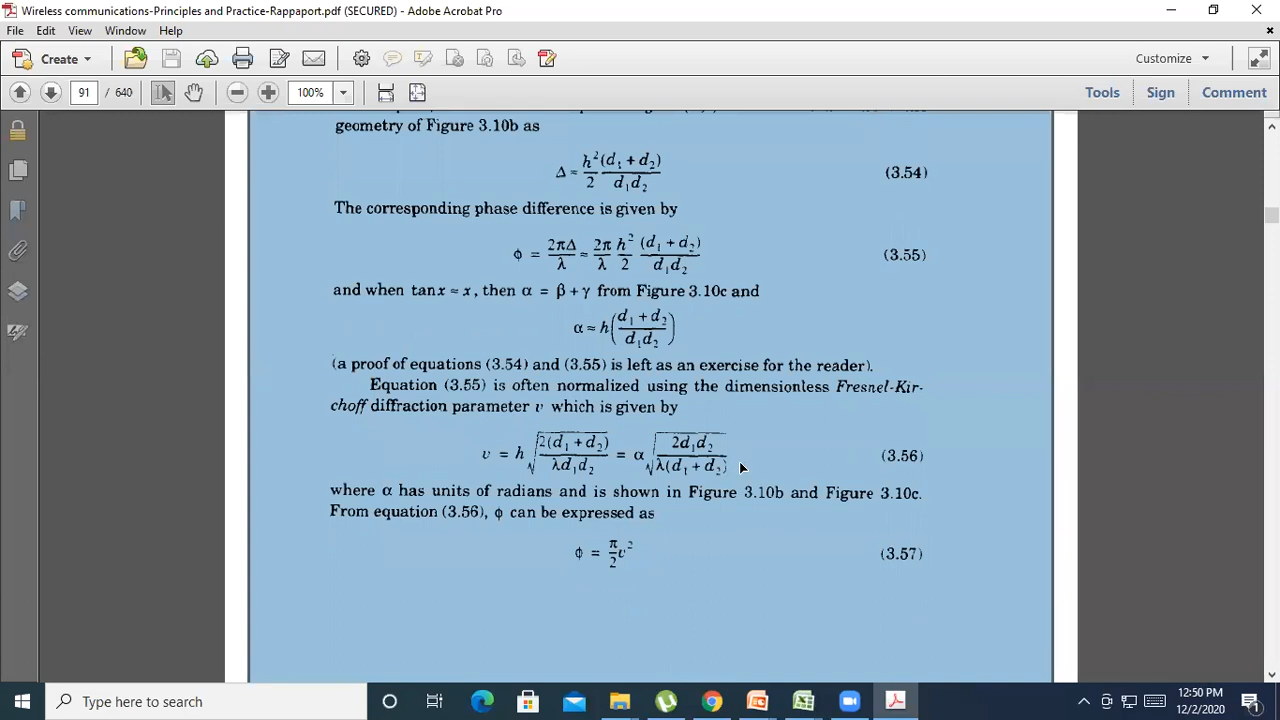 Wireless communications-Principles and Practice-Rappaport.pdf (SECURED) - Adobe Acrobat Pro
File Edit View Window Help
Create
Customize
91 / 640
100%
Tools
Sign
Comment
geometry of Figure 3.10b as
Δ ≈ h²/2 (d₁ + d₂)/d₁d₂ (3.54)
The corresponding phase difference is given by
ϕ = 2πΔ/λ ≈ 2π/λ h²/2 (d₁ + d₂)/d₁d₂ (3.55)
and when tanx ≈ x, then α = β + γ from Figure 3.10c and
α ≈ h((d₁ + d₂)/d₁d₂)
(a proof of equations (3.54) and (3.55) is left as an exercise for the reader).
Equation (3.55) is often normalized using the dimensionless Fresnel-Kir-
choff diffraction parameter v which is given by
v = h√(2(d₁ + d₂)/λd₁d₂) = α√(2d₁d₂/λ(d₁ + d₂)) (3.56)
where α has units of radians and is shown in Figure 3.10b and Figure 3.10c.
From equation (3.56), ϕ can be expressed as
ϕ = π/2 v² (3.57)
Type here to search
12:50 PM
12/2/2020